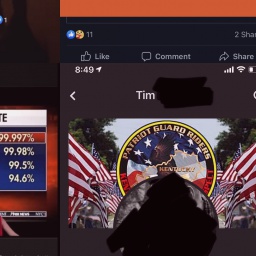 11
2 Sha
Like
Comment
Share
8:49
Tim
TE
99.997%
99.98%
99.5%
94.6%
PATRIOT GUARD RIDERS
KENTUCKY